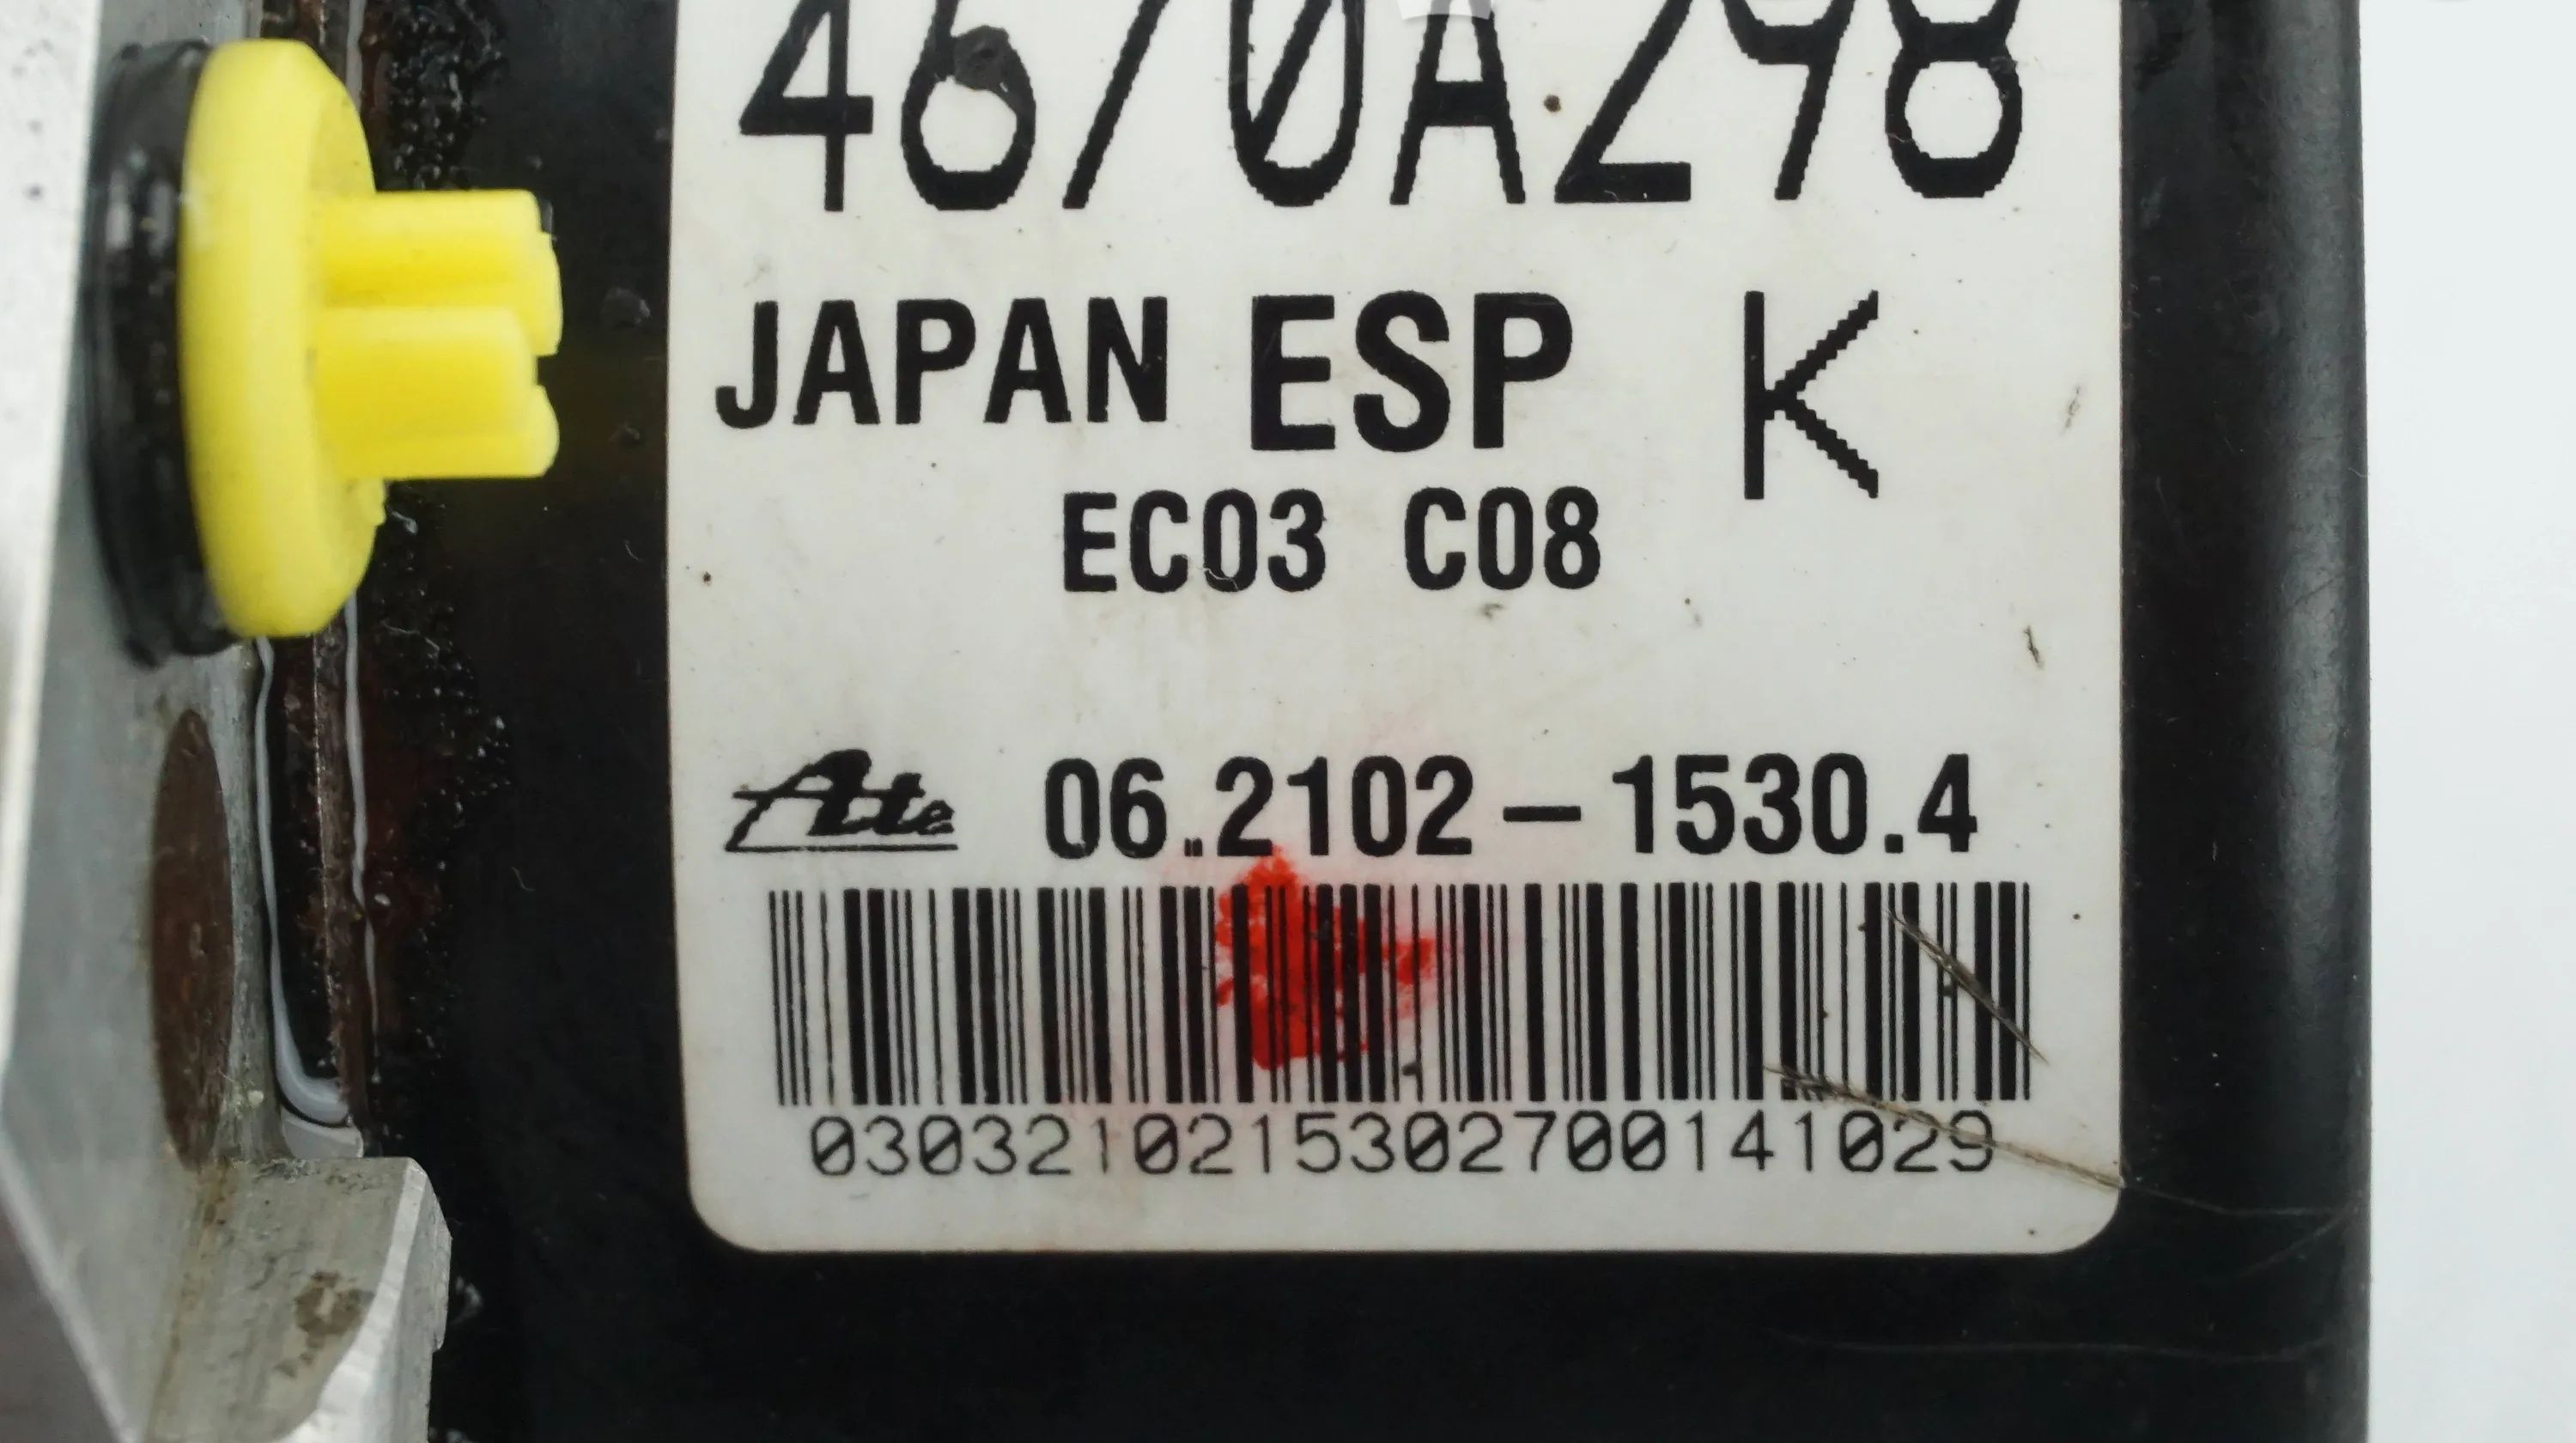 4670A298
JAPAN ESP K
EC03 C08
Ate 06.2102-1530.4
0303210215302700141029